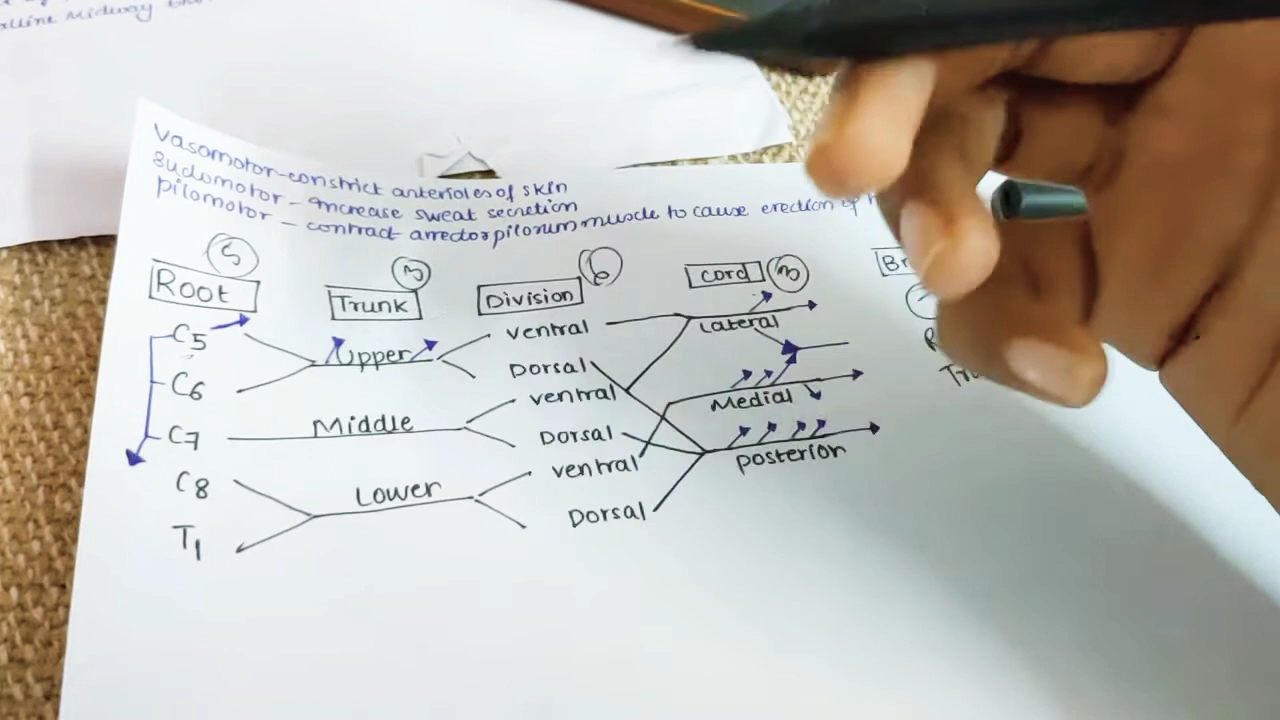 Midway
Vasomotor-constrict arterioles of skin
Sudomotor - increase sweat secretion
pilomotor - contract arrector pilorum muscle to cause erection of
5 3 6 3
Root Trunk Division Cord Br
C5 Upper ventral Lateral
C6 Dorsal
ventral Medial
C7 Middle Dorsal posterior
C8 Lower ventral
T1 Dorsal